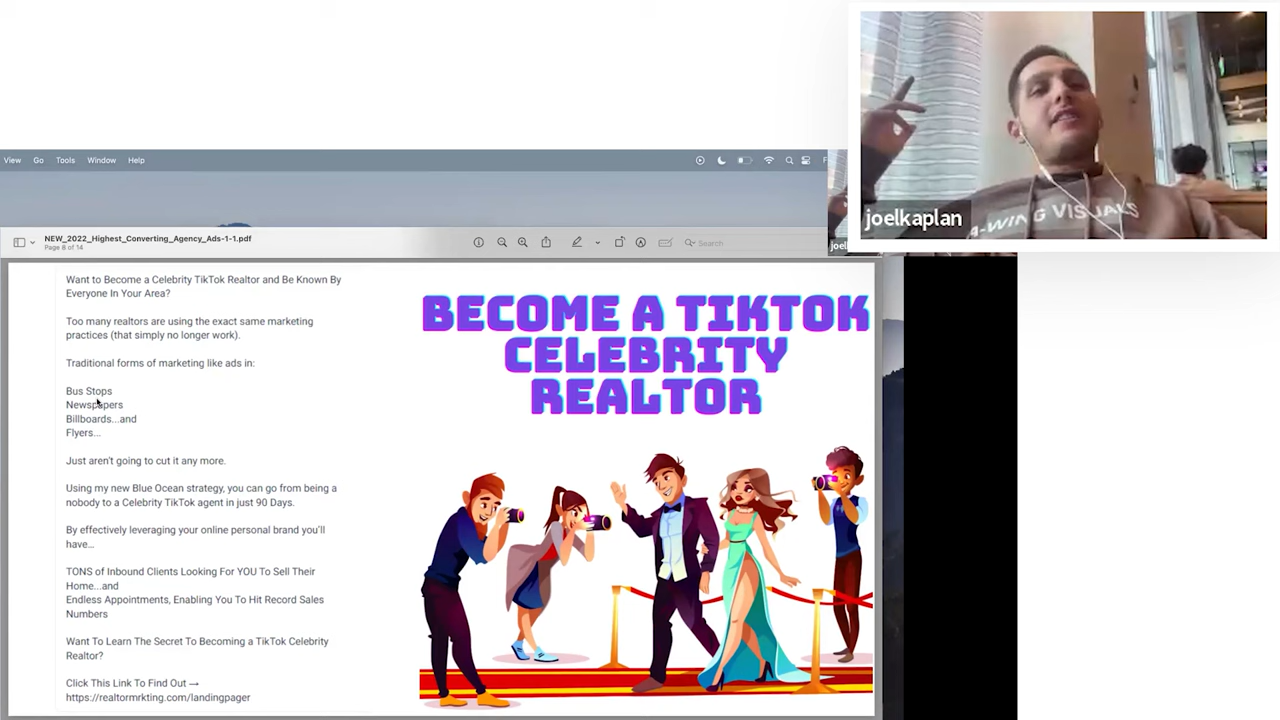 joelkaplan
WING VISUALS
View Go Tools Window Help
NEW_2022_Highest_Converting_Agency_Ads-1-1.pdf
Page 8 of 14
Search
Want to Become a Celebrity TikTok Realtor and Be Known By
Everyone In Your Area?
Too many realtors are using the exact same marketing
practices (that simply no longer work).
Traditional forms of marketing like ads in:
Bus Stops
Newspapers
Billboards...and
Flyers...
Just aren't going to cut it any more.
Using my new Blue Ocean strategy, you can go from being a
nobody to a Celebrity TikTok agent in just 90 Days.
By effectively leveraging your online personal brand you'll
have...
TONS of Inbound Clients Looking For YOU To Sell Their
Home...and
Endless Appointments, Enabling You To Hit Record Sales
Numbers
Want To Learn The Secret To Becoming a TikTok Celebrity
Realtor?
Click This Link To Find Out →
https://realtormrkting.com/landingpager
BECOME A TIKTOK
CELEBRITY
REALTOR